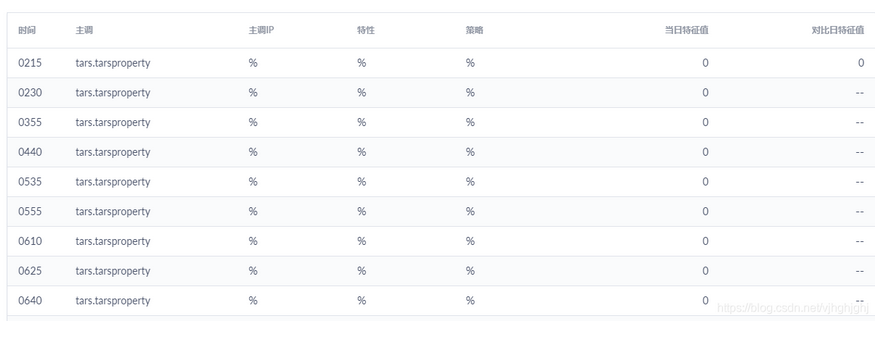 时间 主调 主调IP 特性 策略 当日特征值 对比日特征值
0215 tars.tarsproperty % % % 0 0
0230 tars.tarsproperty % % % 0 --
0355 tars.tarsproperty % % % 0 --
0440 tars.tarsproperty % % % 0 --
0535 tars.tarsproperty % % % 0 --
0555 tars.tarsproperty % % % 0 --
0610 tars.tarsproperty % % % 0 --
0625 tars.tarsproperty % % % 0 --
0640 tars.tarsproperty % % % 0 --
https://blog.csdn.net/vjhghjghj